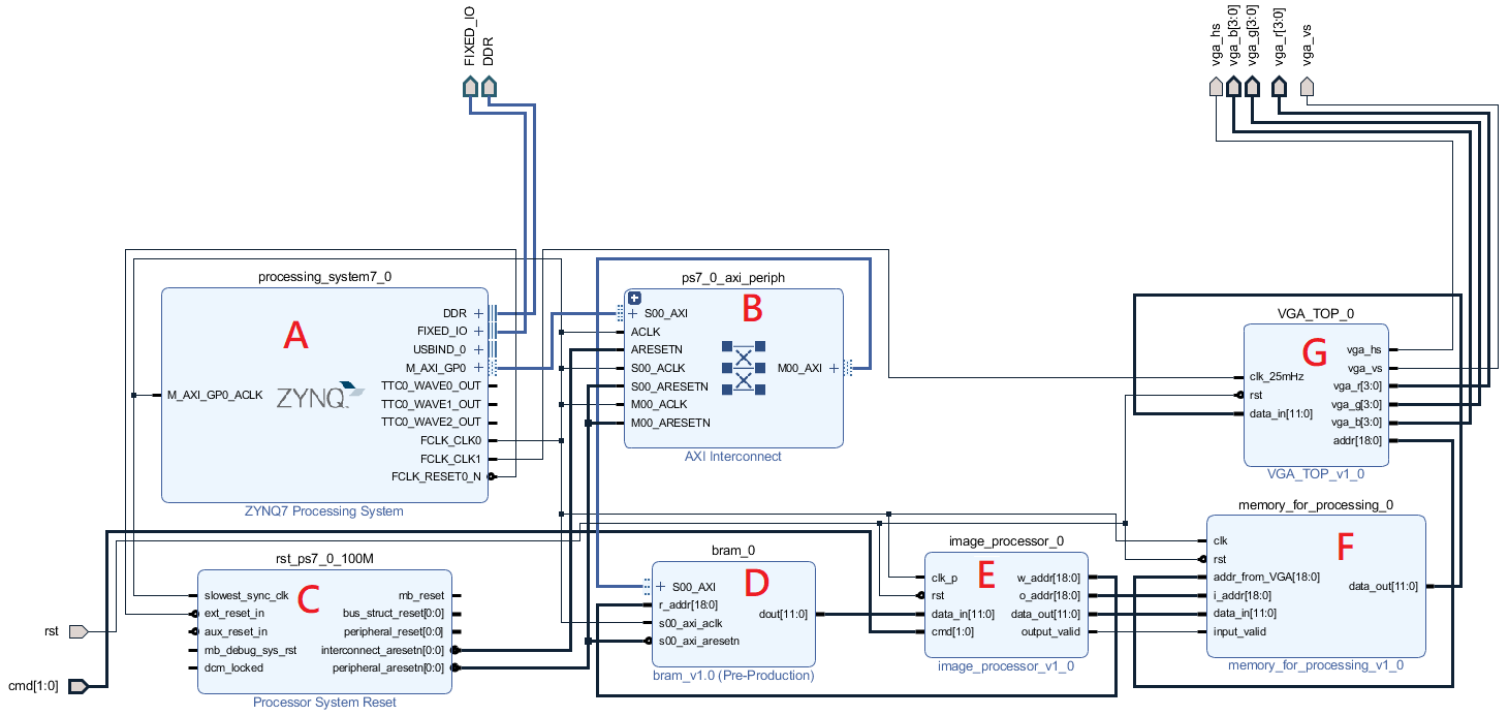 FIXED_IO
DDR
vga_hs
vga_b[3:0]
vga_g[3:0]
vga_r[3:0]
vga_vs
processing_system7_0
A
DDR
FIXED_IO
USBIND_0
M_AXI_GP0
TTC0_WAVE0_OUT
TTC0_WAVE1_OUT
TTC0_WAVE2_OUT
FCLK_CLK0
FCLK_CLK1
FCLK_RESET0_N
M_AXI_GP0_ACLK
ZYNQ
ZYNQ7 Processing System
ps7_0_axi_periph
B
S00_AXI
ACLK
ARESETN
S00_ACLK
S00_ARESETN
M00_ACLK
M00_ARESETN
M00_AXI
AXI Interconnect
VGA_TOP_0
G
clk_25mHz
rst
data_in[11:0]
vga_hs
vga_vs
vga_r[3:0]
vga_g[3:0]
vga_b[3:0]
addr[18:0]
VGA_TOP_v1_0
rst_ps7_0_100M
C
slowest_sync_clk
ext_reset_in
aux_reset_in
mb_debug_sys_rst
dcm_locked
mb_reset
bus_struct_reset[0:0]
peripheral_reset[0:0]
interconnect_aresetn[0:0]
peripheral_aresetn[0:0]
Processor System Reset
rst
cmd[1:0]
bram_0
D
S00_AXI
r_addr[18:0]
s00_axi_aclk
s00_axi_aresetn
dout[11:0]
bram_v1.0 (Pre-Production)
image_processor_0
E
clk_p
rst
data_in[11:0]
cmd[1:0]
w_addr[18:0]
o_addr[18:0]
data_out[11:0]
output_valid
image_processor_v1_0
memory_for_processing_0
F
clk
rst
addr_from_VGA[18:0]
i_addr[18:0]
data_in[11:0]
input_valid
data_out[11:0]
memory_for_processing_v1_0